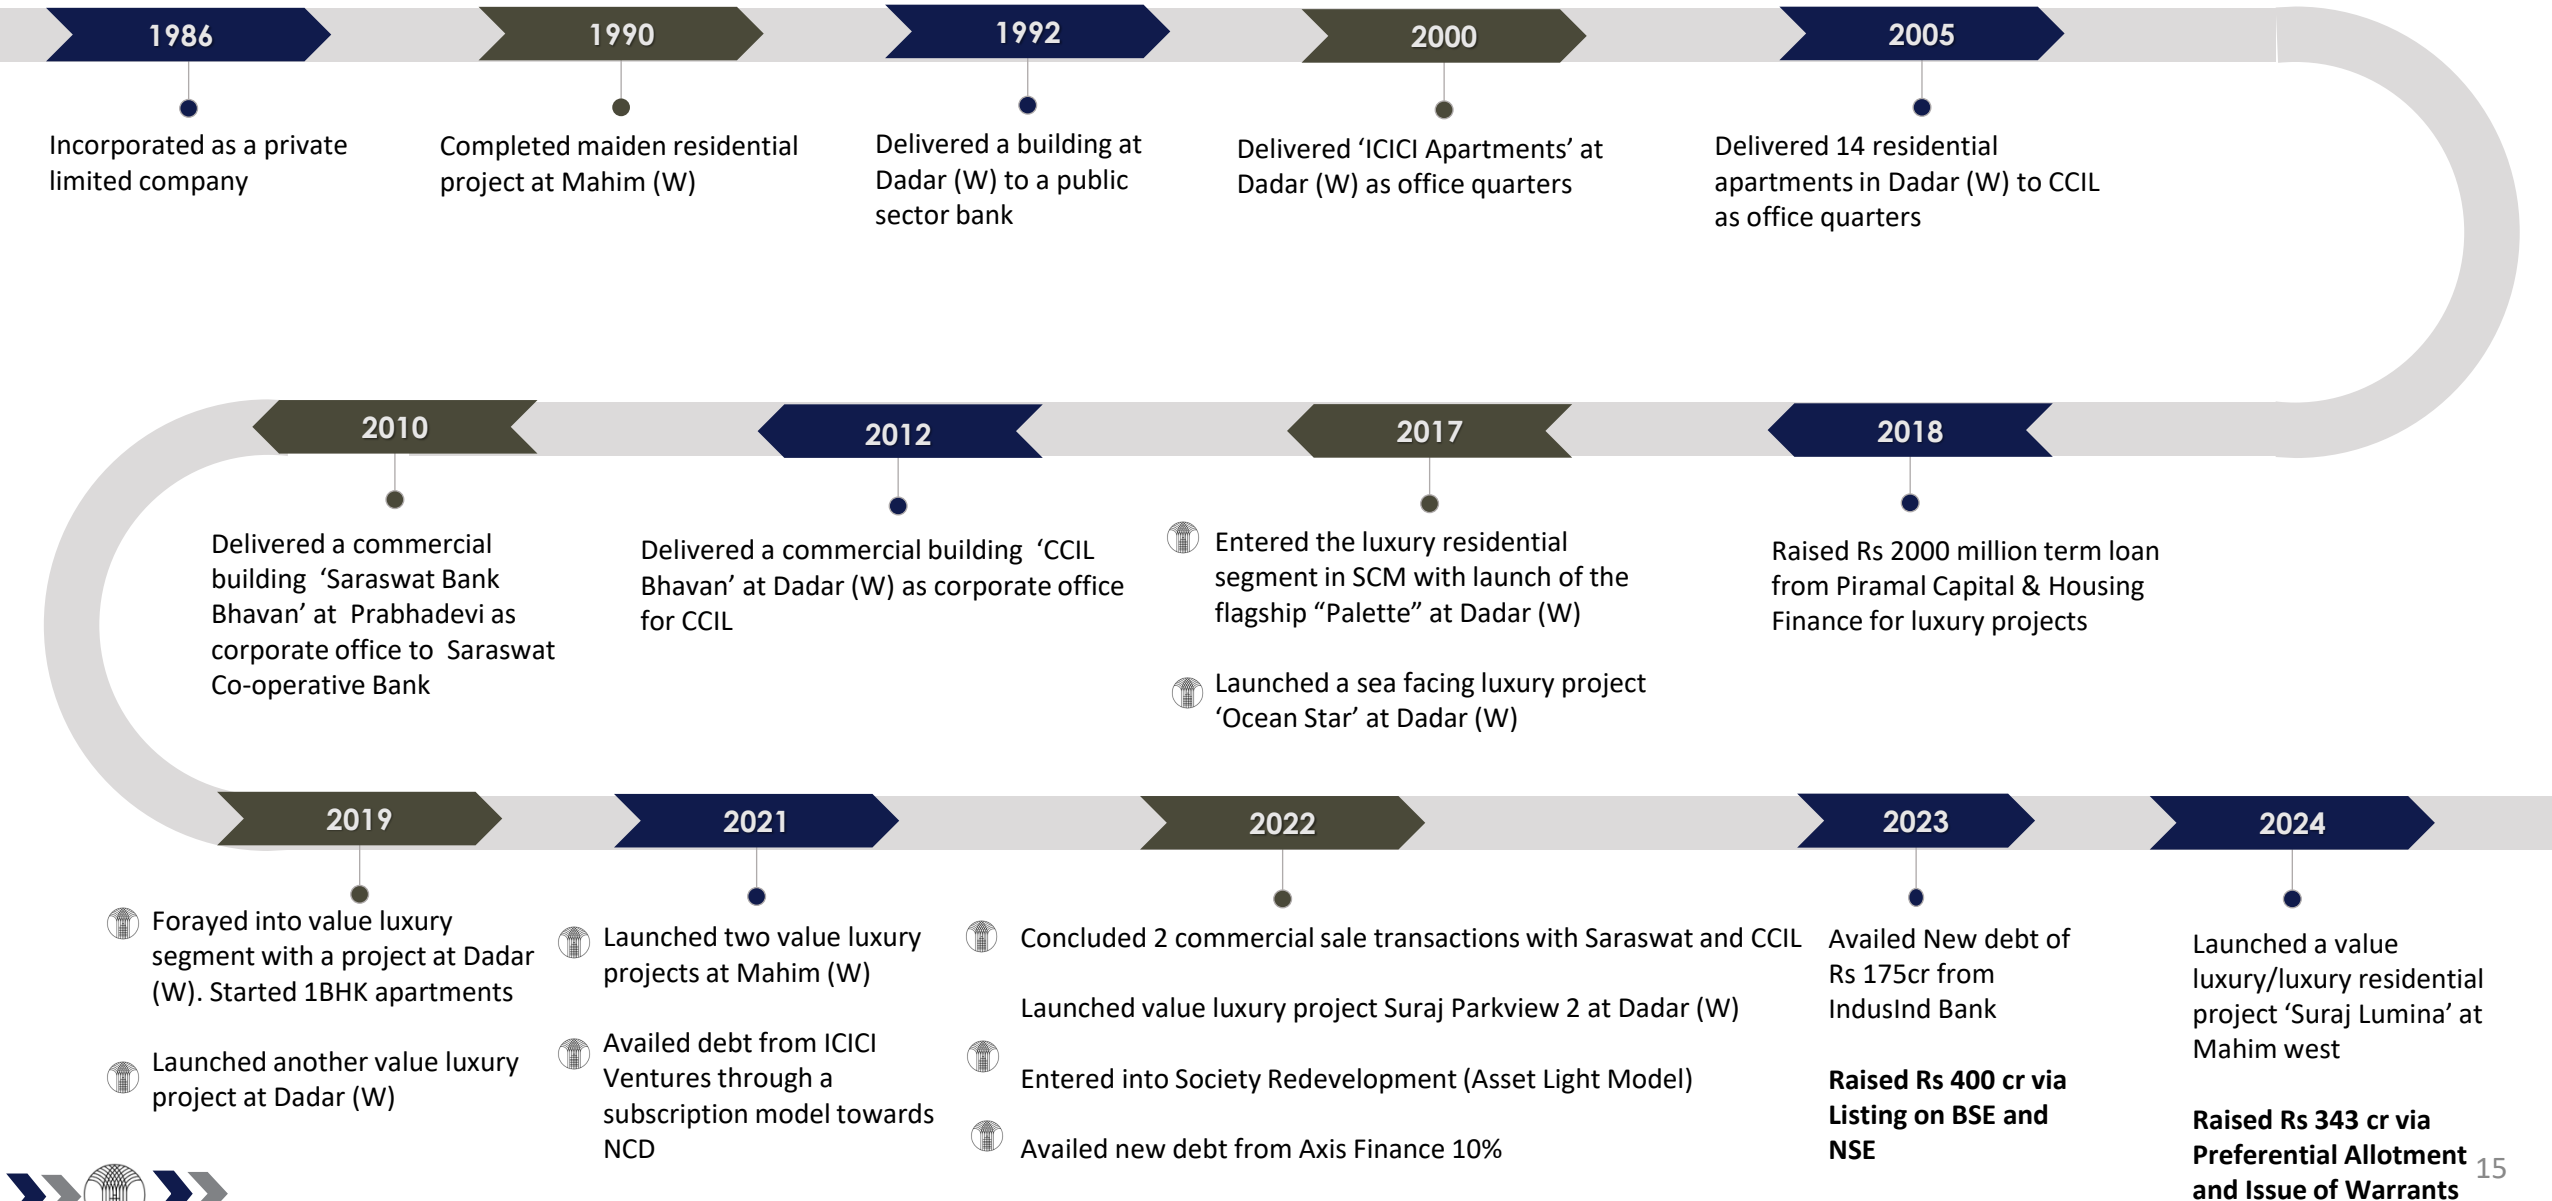 1986
Incorporated as a private
limited company
1990
Completed maiden residential
project at Mahim (W)
1992
Delivered a building at
Dadar (W) to a public
sector bank
2000
Delivered ‘ICICI Apartments’ at
Dadar (W) as office quarters
2005
Delivered 14 residential
apartments in Dadar (W) to CCIL
as office quarters
2010
Delivered a commercial
building ‘Saraswat Bank
Bhavan’ at Prabhadevi as
corporate office to Saraswat
Co-operative Bank
2012
Delivered a commercial building ‘CCIL
Bhavan’ at Dadar (W) as corporate office
for CCIL
2017
Entered the luxury residential
segment in SCM with launch of the
flagship “Palette” at Dadar (W)
Launched a sea facing luxury project
‘Ocean Star’ at Dadar (W)
2018
Raised Rs 2000 million term loan
from Piramal Capital & Housing
Finance for luxury projects
2019
Forayed into value luxury
segment with a project at Dadar
(W). Started 1BHK apartments
Launched another value luxury
project at Dadar (W)
2021
Launched two value luxury
projects at Mahim (W)
Availed debt from ICICI
Ventures through a
subscription model towards
NCD
2022
Concluded 2 commercial sale transactions with Saraswat and CCIL
Launched value luxury project Suraj Parkview 2 at Dadar (W)
Entered into Society Redevelopment (Asset Light Model)
Availed new debt from Axis Finance 10%
2023
Availed New debt of
Rs 175cr from
IndusInd Bank
Raised Rs 400 cr via
Listing on BSE and
NSE
2024
Launched a value
luxury/luxury residential
project ‘Suraj Lumina’ at
Mahim west
Raised Rs 343 cr via
Preferential Allotment
and Issue of Warrants
15